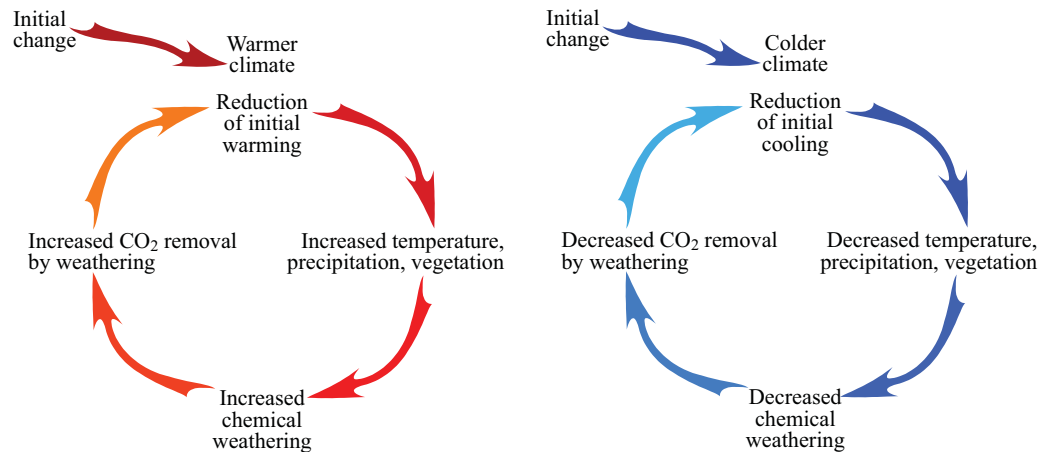 Initial
change
Warmer
climate
Reduction
of initial
warming
Increased CO₂ removal
by weathering
Increased temperature,
precipitation, vegetation
Increased
chemical
weathering
Initial
change
Colder
climate
Reduction
of initial
cooling
Decreased CO₂ removal
by weathering
Decreased temperature,
precipitation, vegetation
Decreased
chemical
weathering